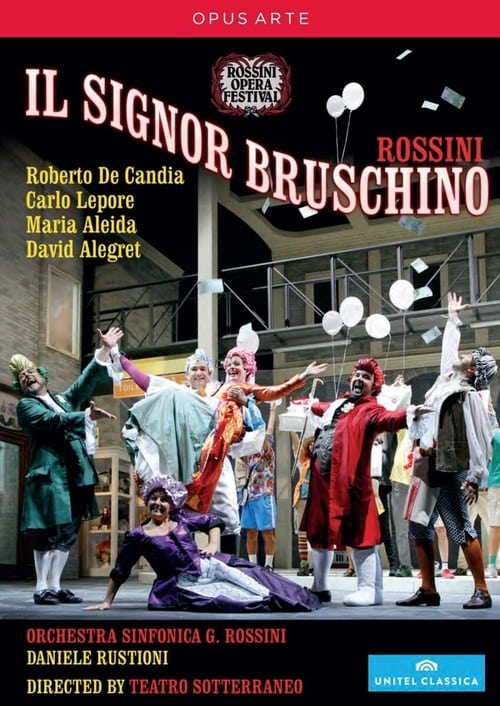 OPUS ARTE
ROSSINI
OPERA
FESTIVAL
IL SIGNOR BRUSCHINO
ROSSINI
Roberto De Candia
Carlo Lepore
Maria Aleida
David Alegret
ORCHESTRA SINFONICA G. ROSSINI
DANIELE RUSTIONI
DIRECTED BY TEATRO SOTTERRANEO
UNITEL CLASSICA